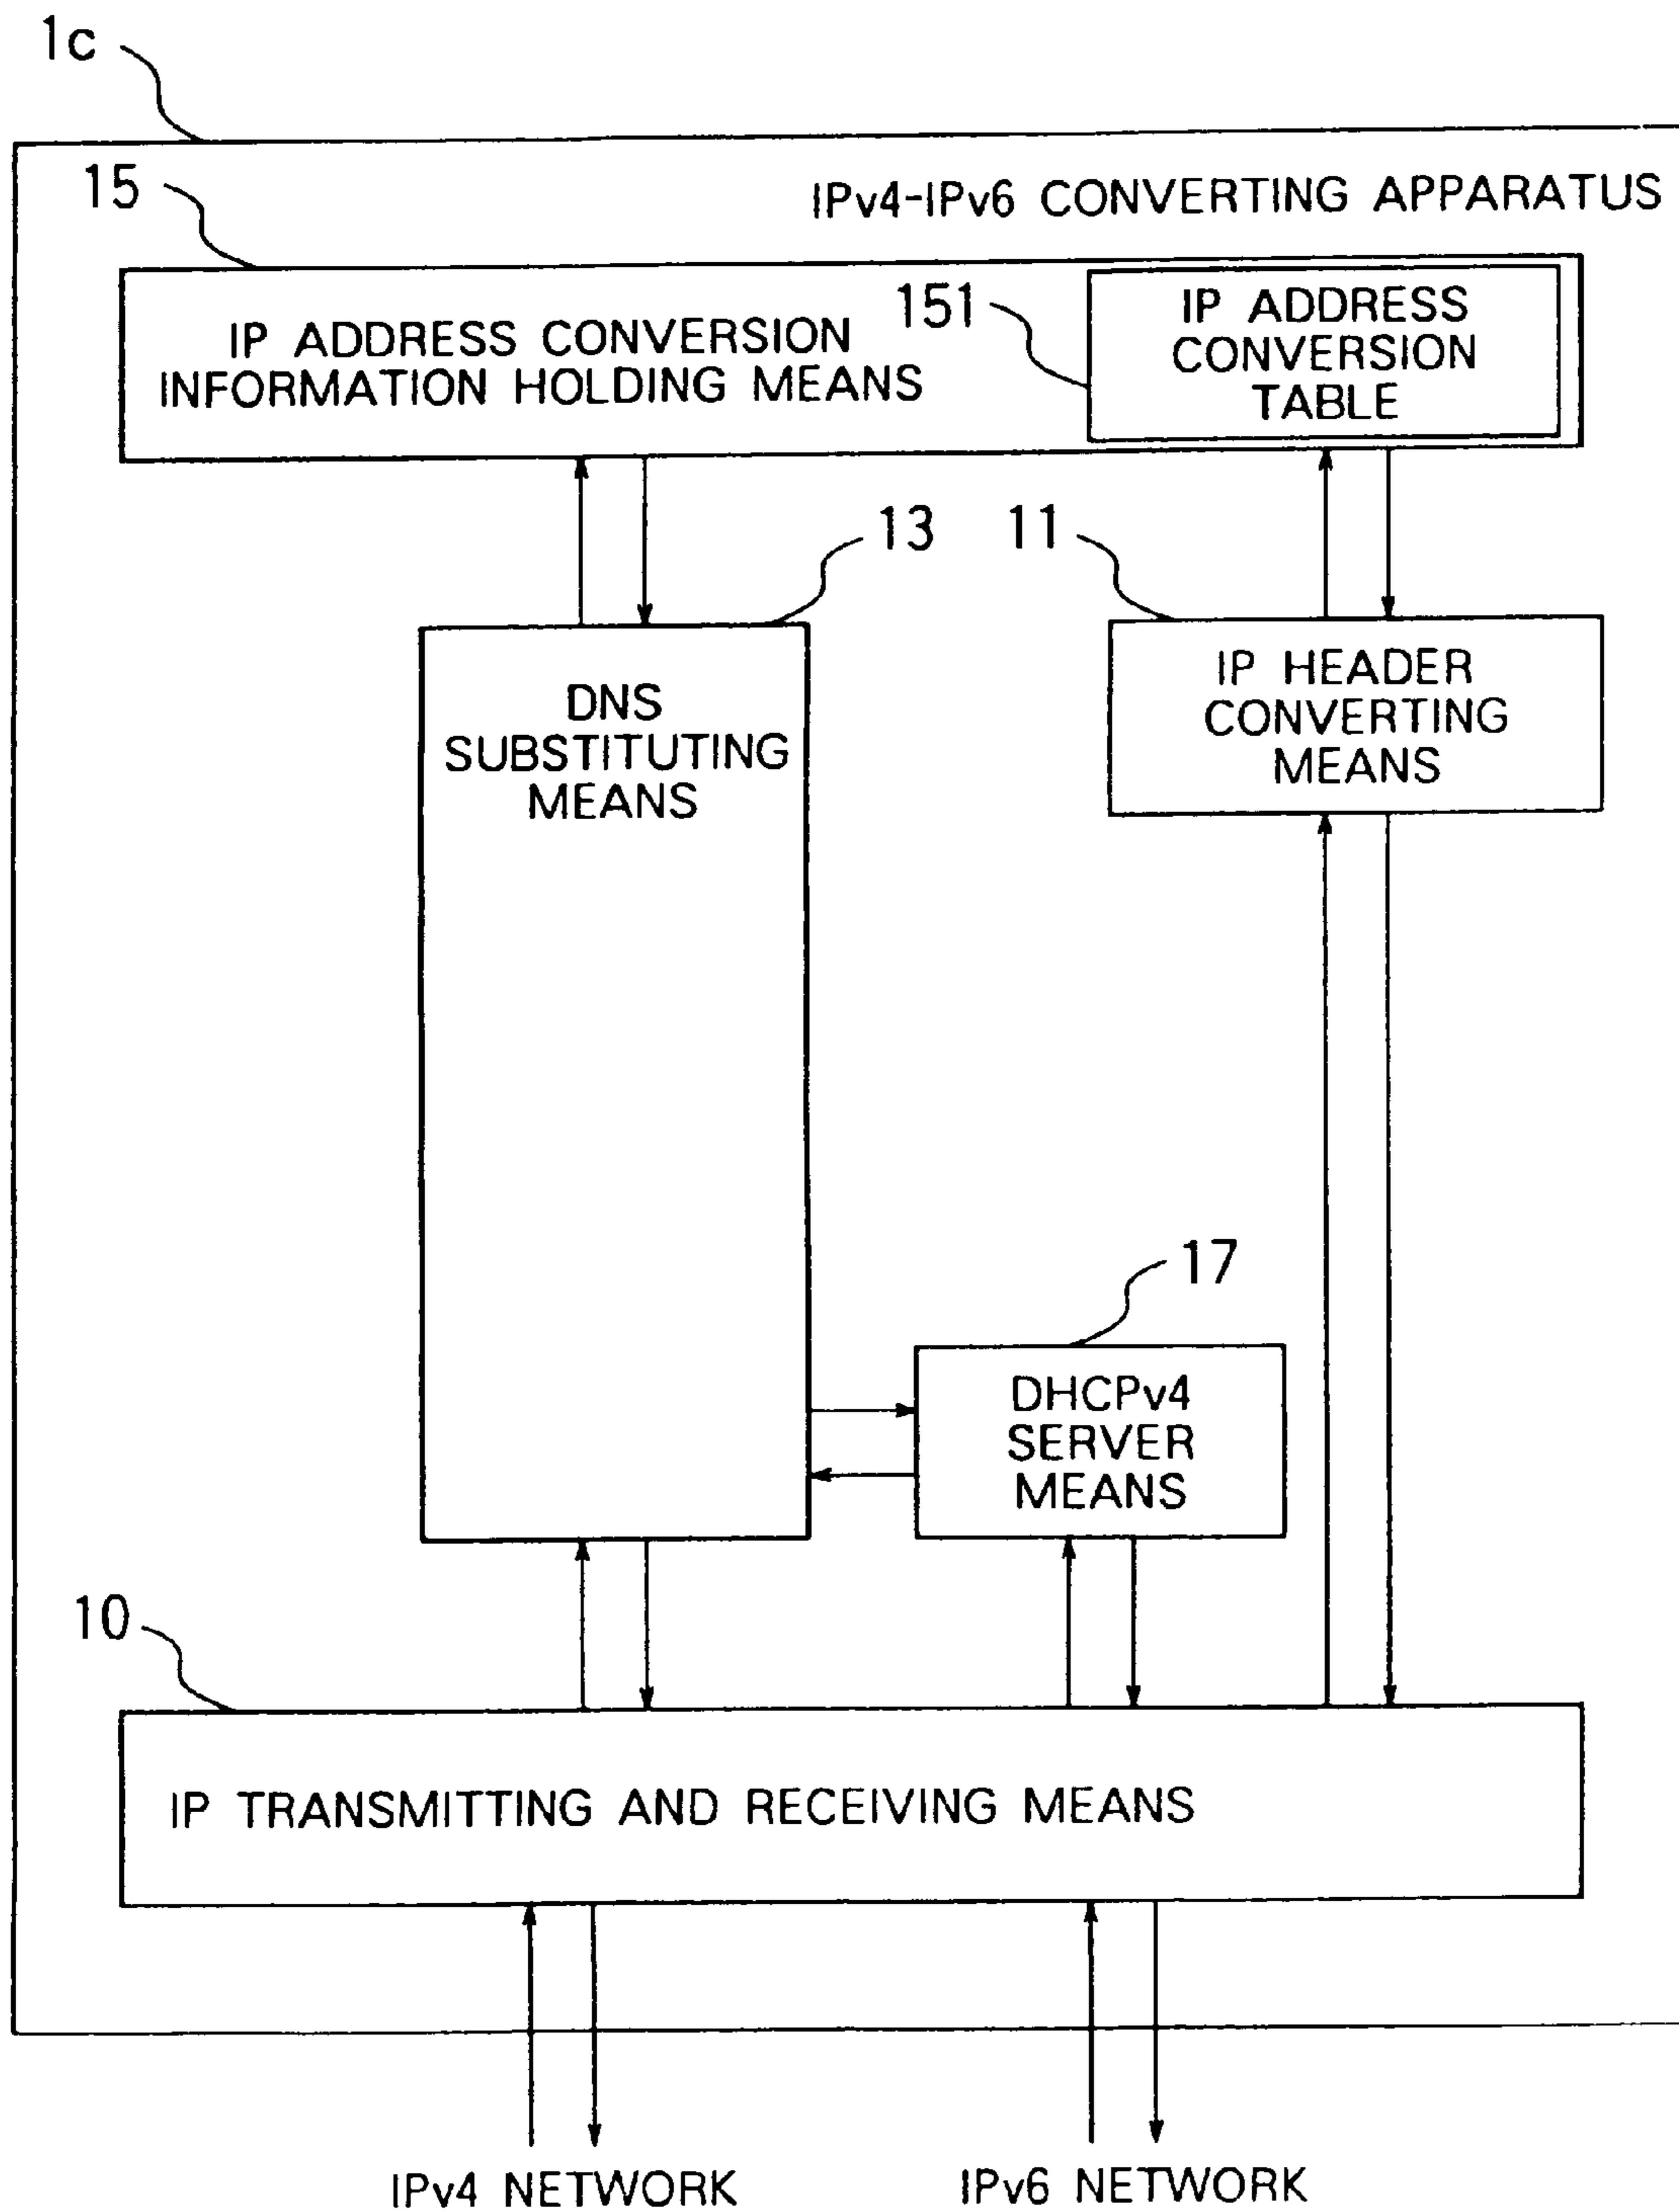 1c
15
IPv4-IPv6 CONVERTING APPARATUS
IP ADDRESS CONVERSION
INFORMATION HOLDING MEANS
151
IP ADDRESS
CONVERSION
TABLE
13
11
DNS
SUBSTITUTING
MEANS
IP HEADER
CONVERTING
MEANS
17
DHCPv4
SERVER
MEANS
10
IP TRANSMITTING AND RECEIVING MEANS
IPv4 NETWORK
IPv6 NETWORK